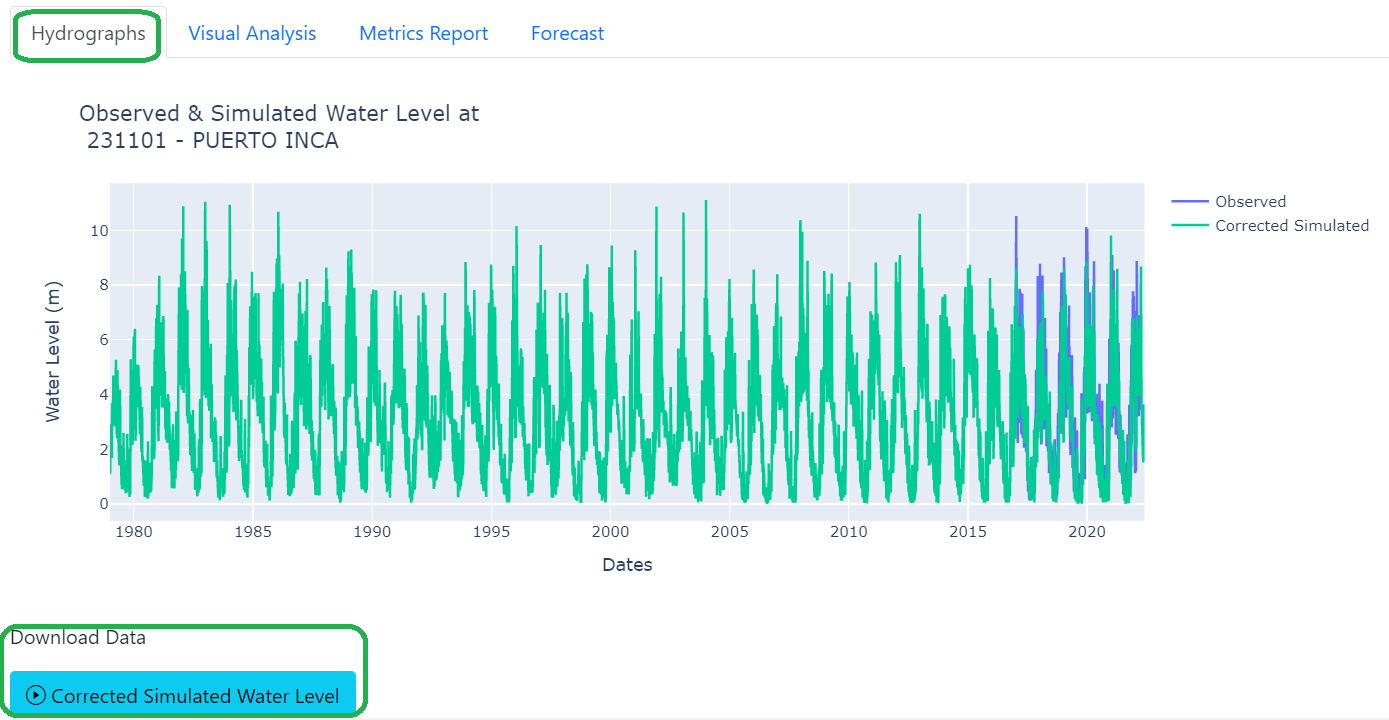 Hydrographs Visual Analysis Metrics Report Forecast
Observed & Simulated Water Level at
231101 - PUERTO INCA
Observed
Corrected Simulated
Water Level (m)
10
8
6
4
2
0
1980 1985 1990 1995 2000 2005 2010 2015 2020
Dates
Download Data
Corrected Simulated Water Level